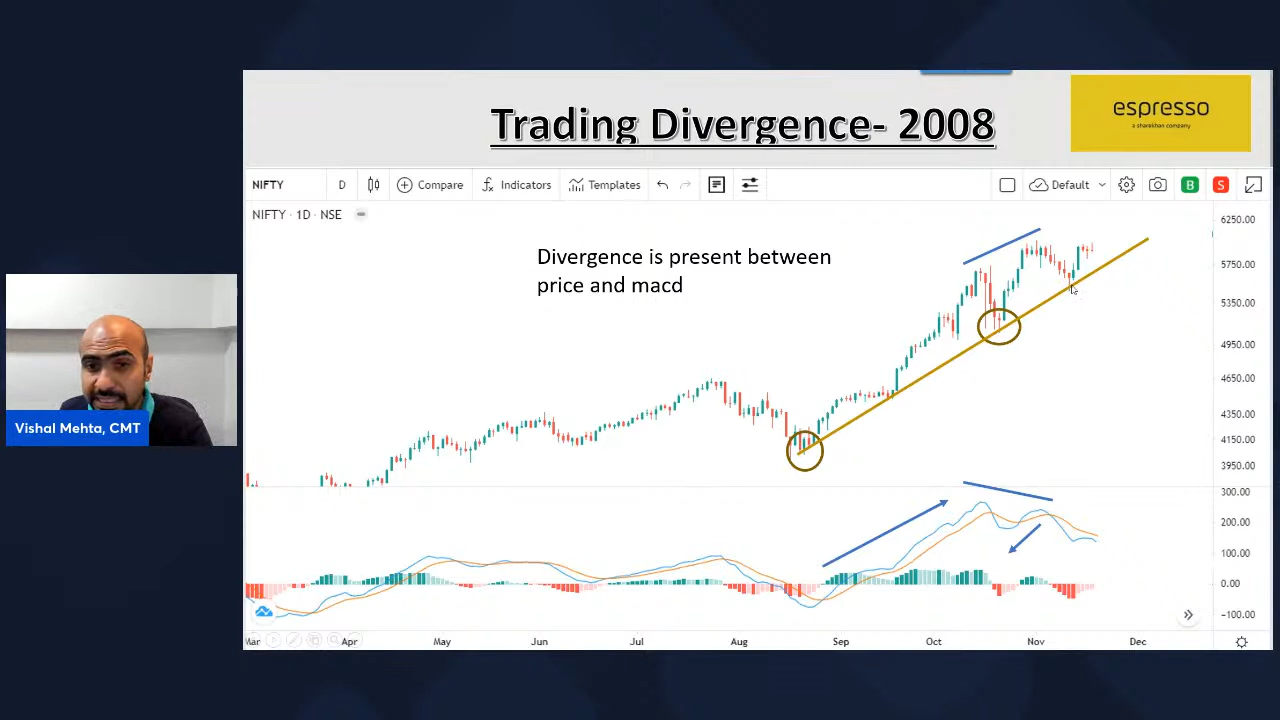 Trading Divergence- 2008
espresso
a sharekhan company
NIFTY
D
Compare
Indicators
Templates
Default
B
S
NIFTY · 1D · NSE
Divergence is present between
price and macd
6250.00
5750.00
5350.00
4950.00
4650.00
4350.00
4150.00
3950.00
300.00
200.00
100.00
0.00
−100.00
Mar Apr May Jun Jul Aug Sep Oct Nov Dec
Vishal Mehta, CMT